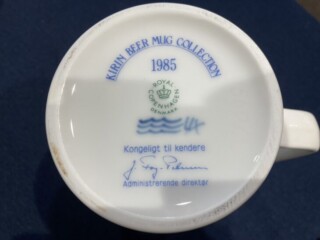 KIRIN BEER MUG COLLECTION
1985
ROYAL
COPENHAGEN
DENMARK
Kongeligt til kendere
Administrerende direktør